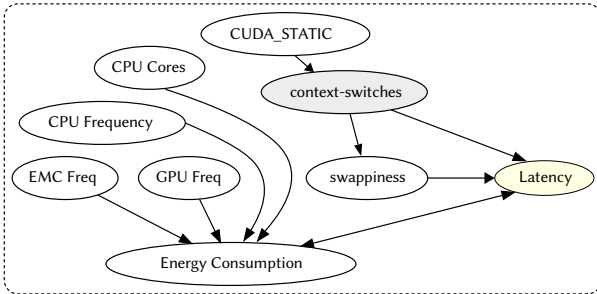 CUDA_STATIC
CPU Cores
context-switches
CPU Frequency
EMC Freq
GPU Freq
swappiness
Latency
Energy Consumption